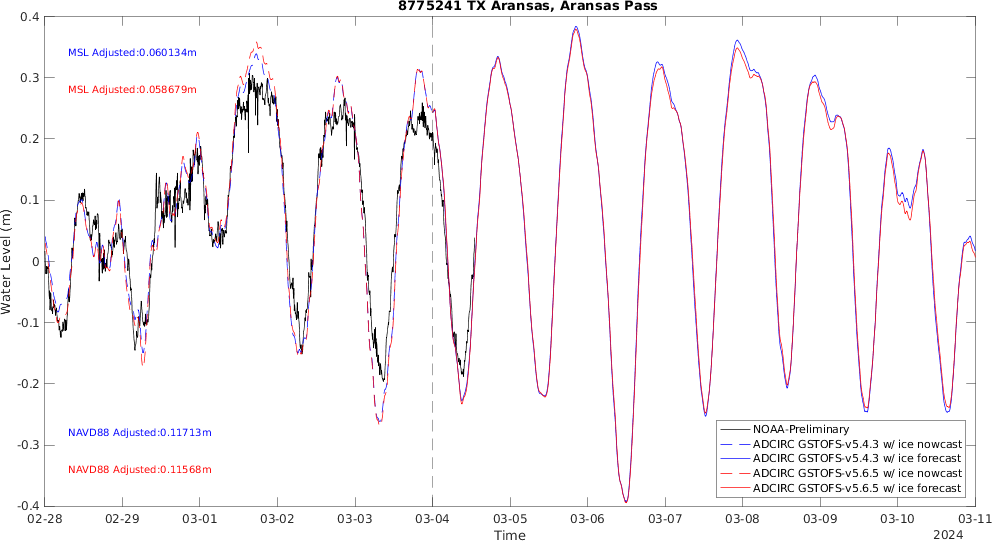 8775241 TX Aransas, Aransas Pass
0.4
0.3
0.2
0.1
0
-0.1
-0.2
-0.3
-0.4
Water Level (m)
MSL Adjusted:0.060134m
MSL Adjusted:0.058679m
NAVD88 Adjusted:0.11713m
NAVD88 Adjusted:0.11568m
NOAA-Preliminary
ADCIRC GSTOFS-v5.4.3 w/ ice nowcast
ADCIRC GSTOFS-v5.4.3 w/ ice forecast
ADCIRC GSTOFS-v5.6.5 w/ ice nowcast
ADCIRC GSTOFS-v5.6.5 w/ ice forecast
02-28 02-29 03-01 03-02 03-03 03-04 03-05 03-06 03-07 03-08 03-09 03-10 03-11
Time
2024